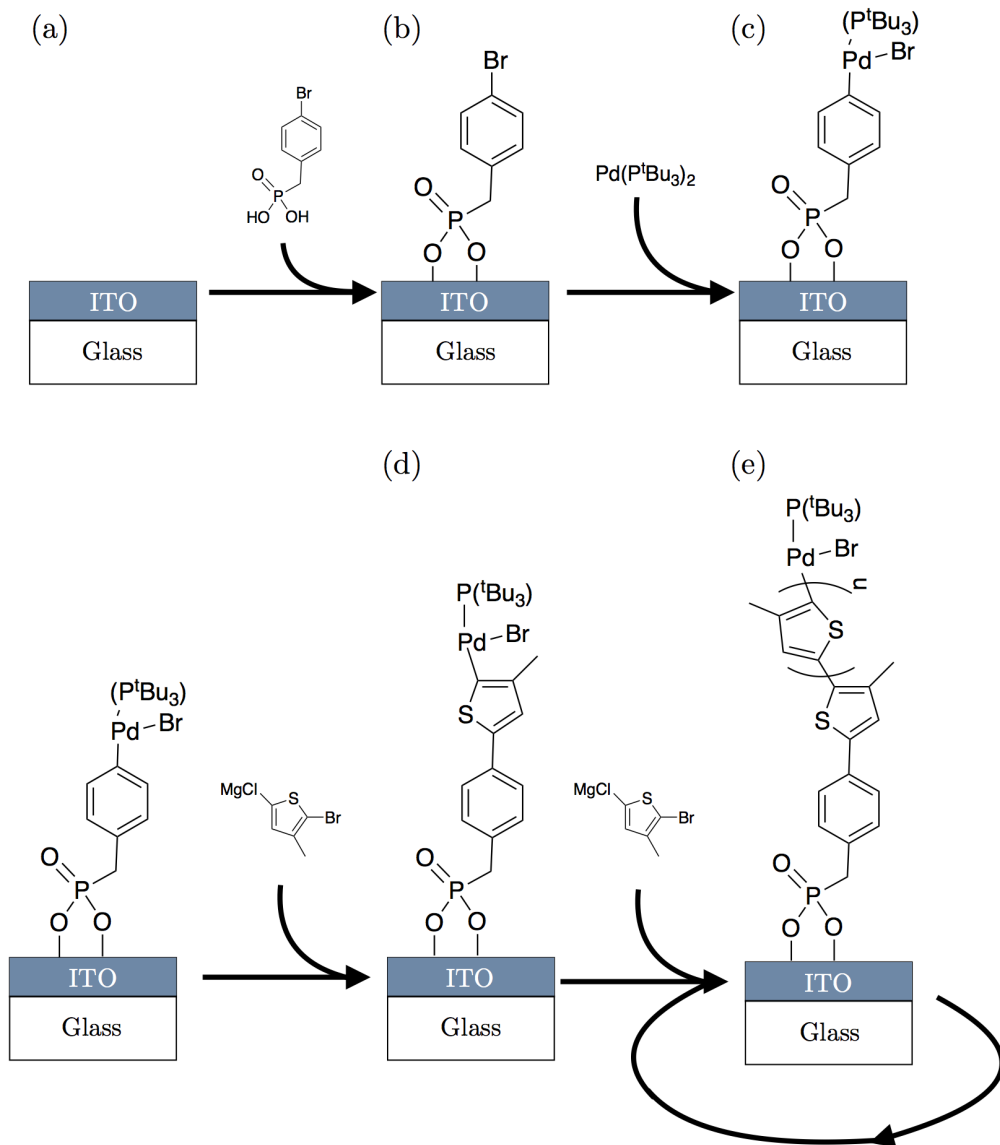 (a)
(b)
(c)
Br
P
O
HO
OH
ITO
Glass
Br
O
P
O
O
ITO
Glass
Pd(PᵗBu₃)₂
(PᵗBu₃)
Pd
Br
O
P
O
O
ITO
Glass
(d)
(e)
(PᵗBu₃)
Pd
Br
O
P
O
O
ITO
Glass
MgCl
S
Br
P(ᵗBu₃)
Pd
Br
S
O
P
O
O
ITO
Glass
MgCl
S
Br
P(ᵗBu₃)
Pd
Br
n
S
S
O
P
O
O
ITO
Glass